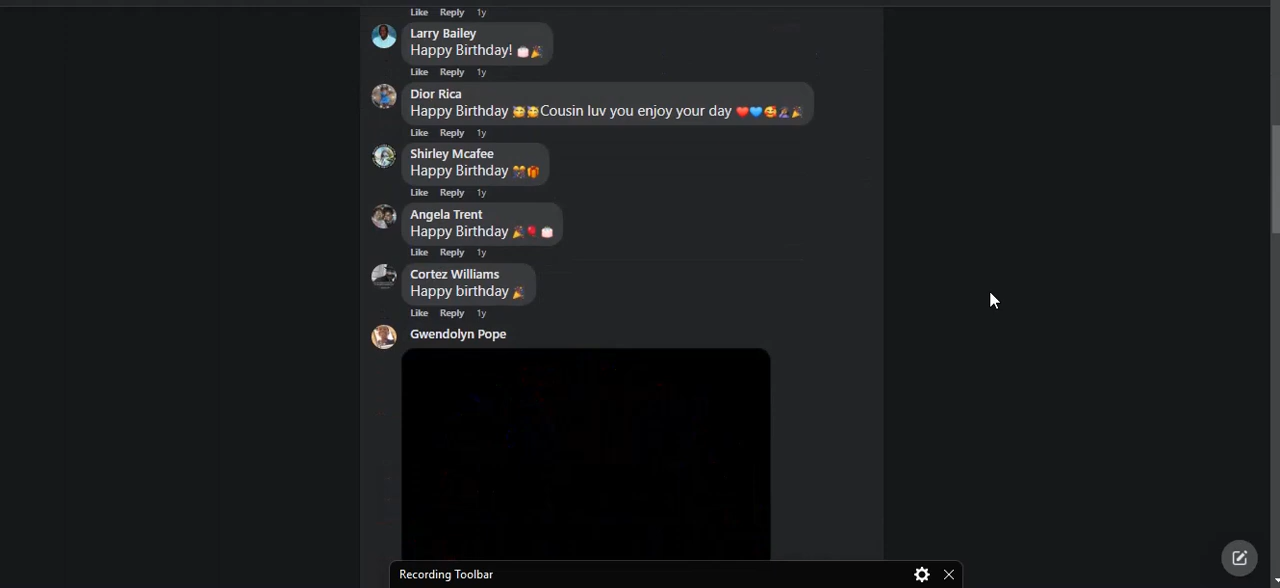 Like Reply 1y
Larry Bailey
Happy Birthday! 🎂🎉
Like Reply 1y
Dior Rica
Happy Birthday 🥳🥳Cousin luv you enjoy your day ❤️💙🥰🎉
Like Reply 1y
Shirley Mcafee
Happy Birthday 🎊🎁
Like Reply 1y
Angela Trent
Happy Birthday 🎉🎈🎂
Like Reply 1y
Cortez Williams
Happy birthday 🎉
Like Reply 1y
Gwendolyn Pope
Recording Toolbar